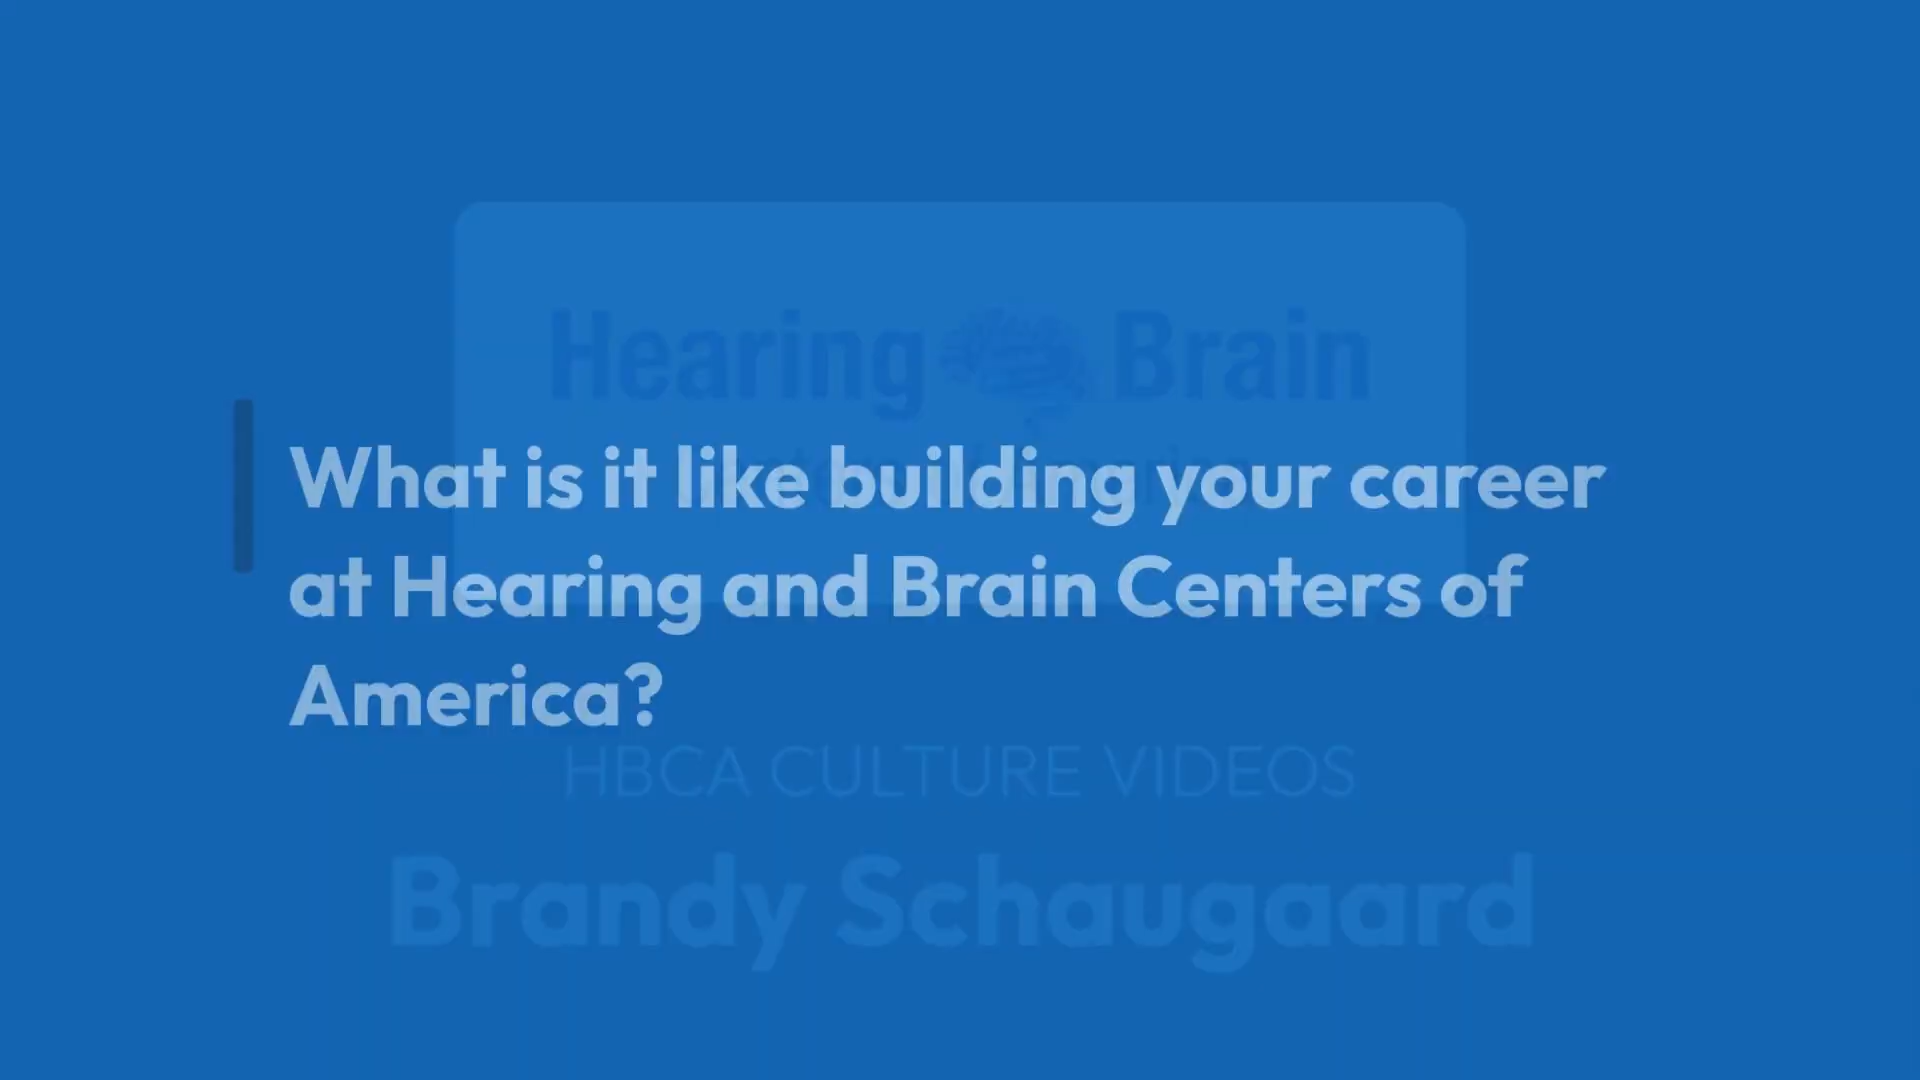 Hearing Brain
What is it like building your career
at Hearing and Brain Centers of
America?
HBCA CULTURE VIDEOS
Brandy Schaugaard